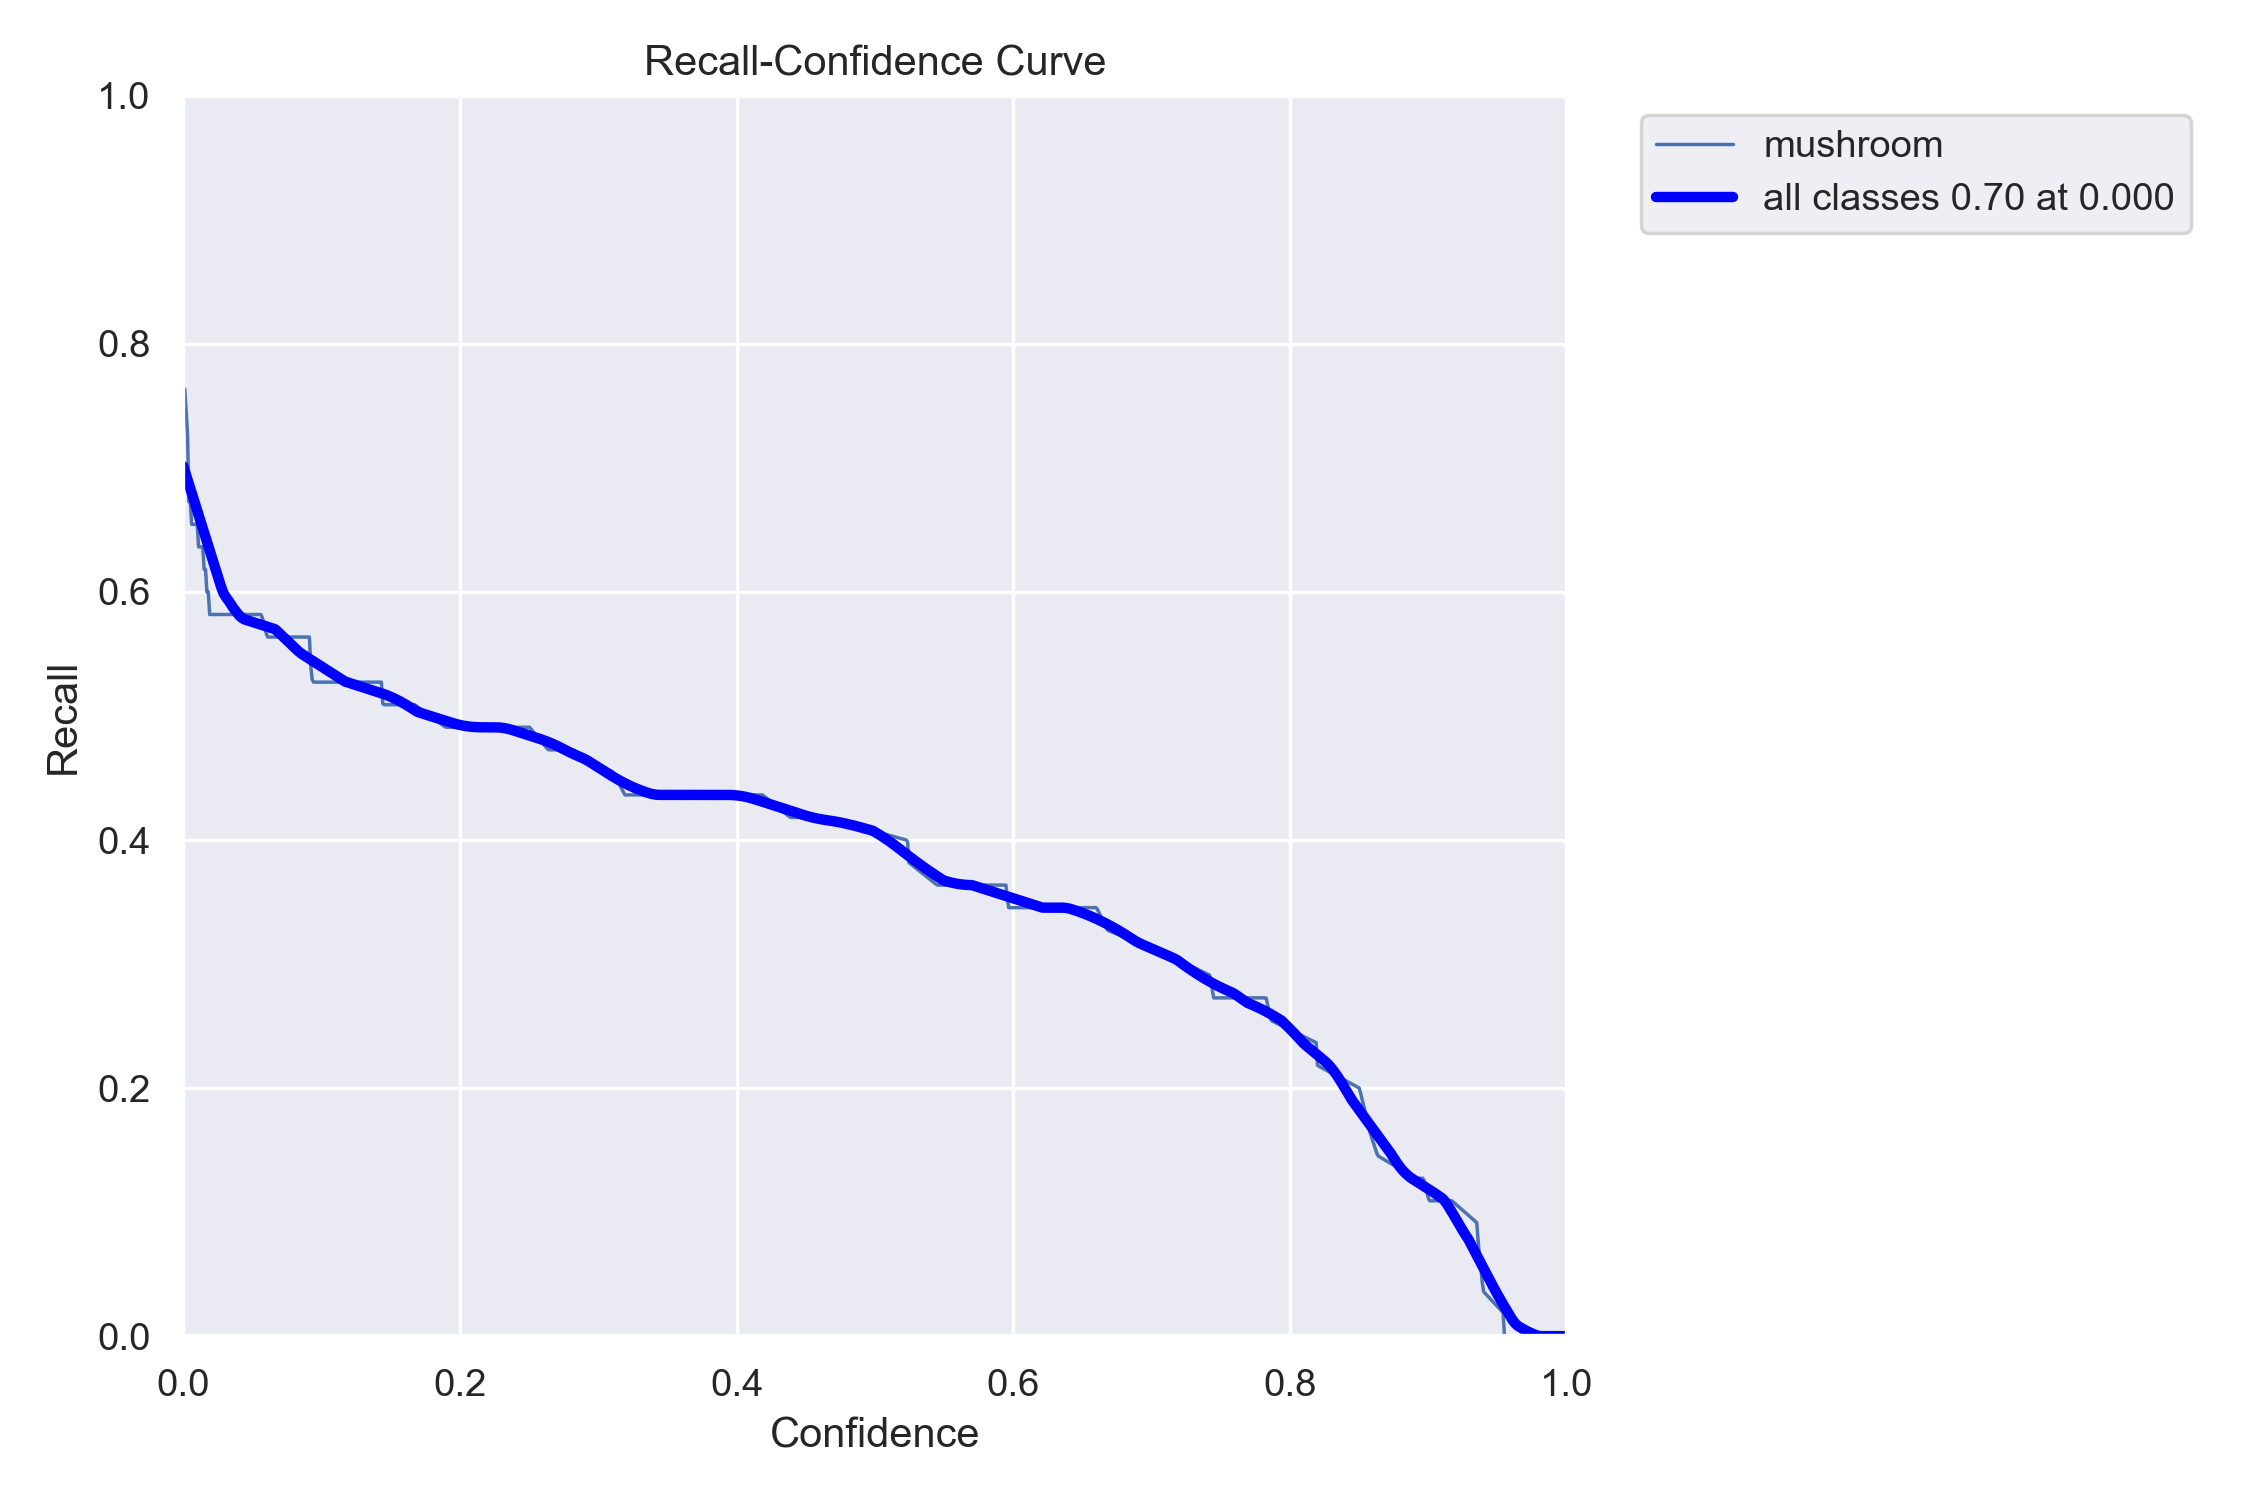 Recall-Confidence Curve
mushroom
all classes 0.70 at 0.000
1.0
0.8
0.6
0.4
0.2
0.0
Recall
0.0 0.2 0.4 0.6 0.8 1.0
Confidence